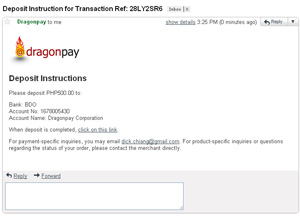 Deposit Instruction for Transaction Ref: 28LY2SR6 Inbox X
Dragonpay to me show details 3:25 PM (0 minutes ago) Reply
dragonpay
Deposit Instructions
Please deposit PHP500.00 to:
Bank: BDO
Account No: 1678005430
Account Name: Dragonpay Corporation
When deposit is completed, click on this link.
For payment-specific inquiries, you may email dick.chiang@gmail.com. For product-specific inquiries or questions
regarding the status of your order, please contact the merchant directly.
Reply Forward